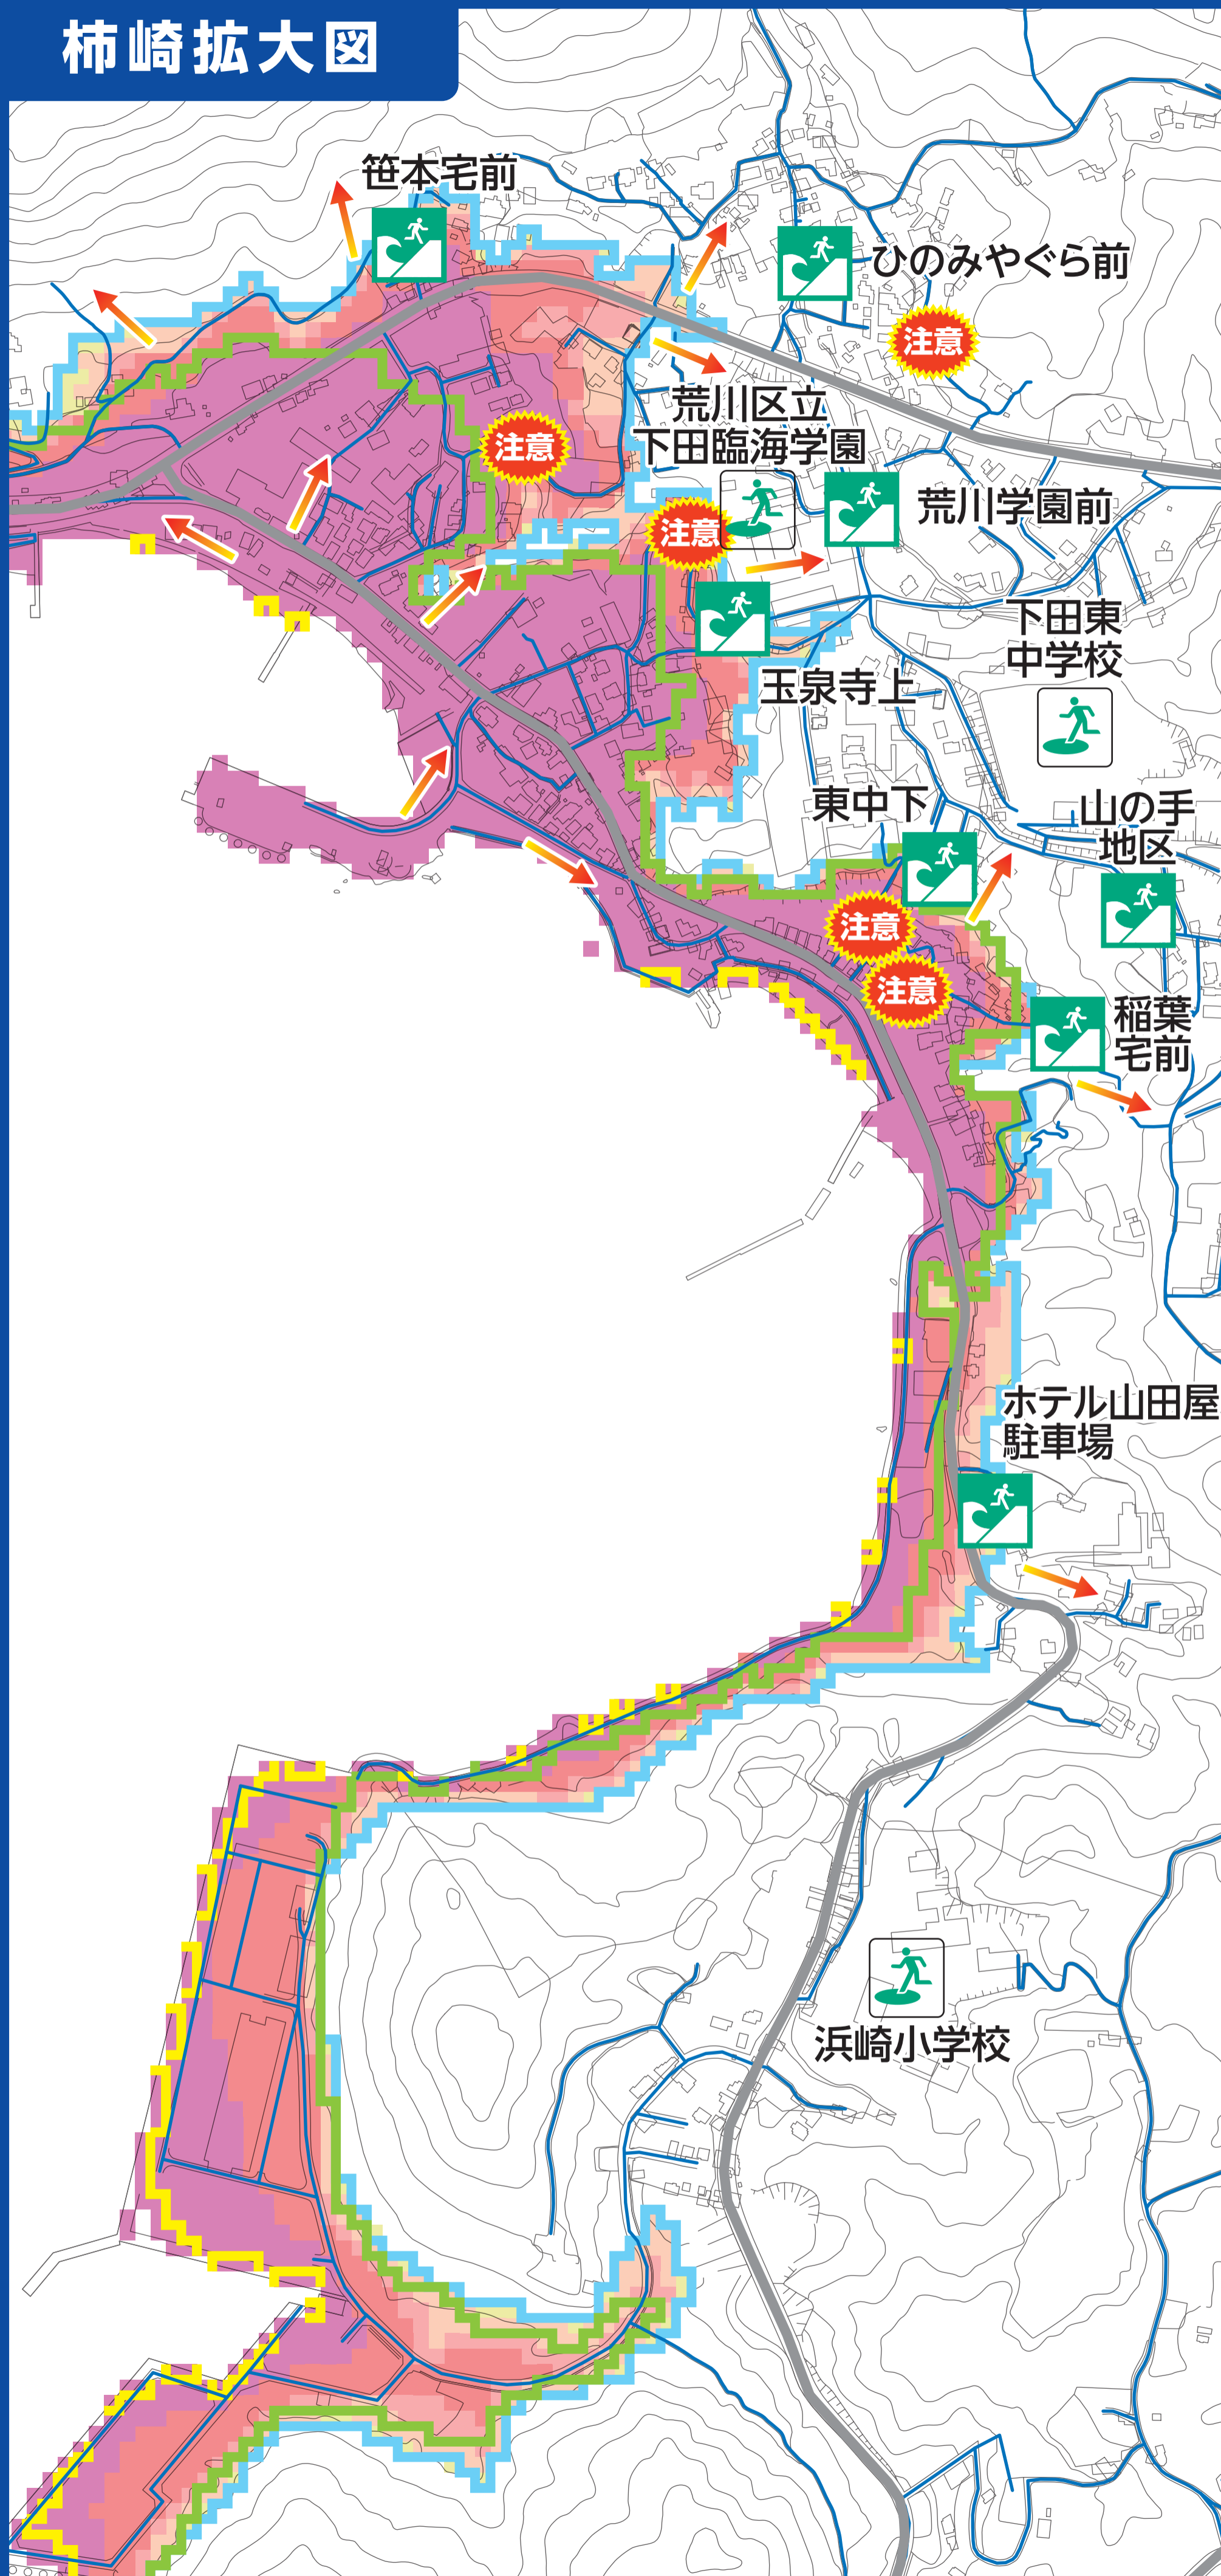 柿崎拡大図
笹本宅前
ひのみやぐら前
注意
荒川区立
下田臨海学園
注意
注意
荒川学園前
下田東
中学校
玉泉寺上
東中下
山の手
地区
注意
注意
稲葉
宅前
ホテル山田屋
駐車場
浜崎小学校